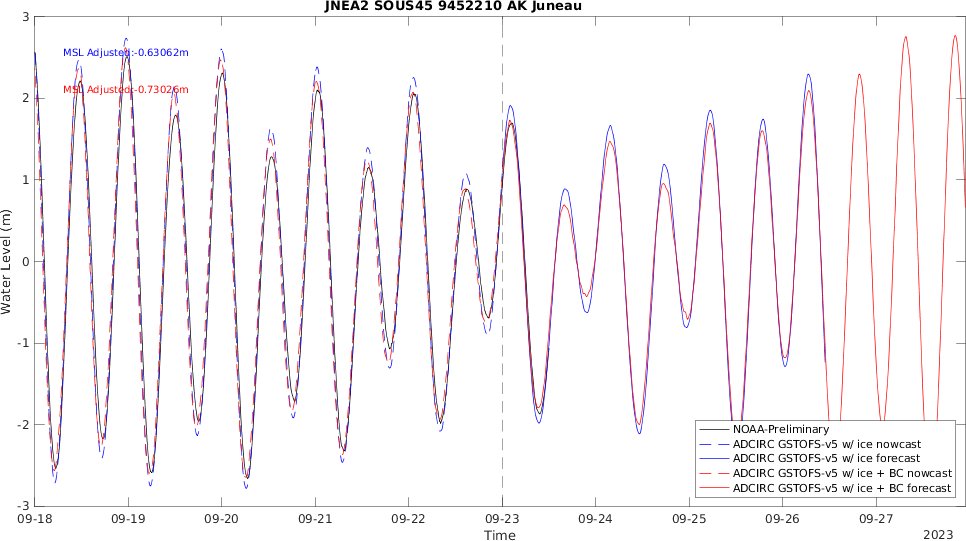 JNEA2 SOUS45 9452210 AK Juneau
MSL Adjusted:-0.63062m
MSL Adjusted:-0.73026m
Water Level (m)
3
2
1
0
-1
-2
-3
09-18
09-19
09-20
09-21
09-22
09-23
09-24
09-25
09-26
09-27
Time
2023
NOAA-Preliminary
ADCIRC GSTOFS-v5 w/ ice nowcast
ADCIRC GSTOFS-v5 w/ ice forecast
ADCIRC GSTOFS-v5 w/ ice + BC nowcast
ADCIRC GSTOFS-v5 w/ ice + BC forecast